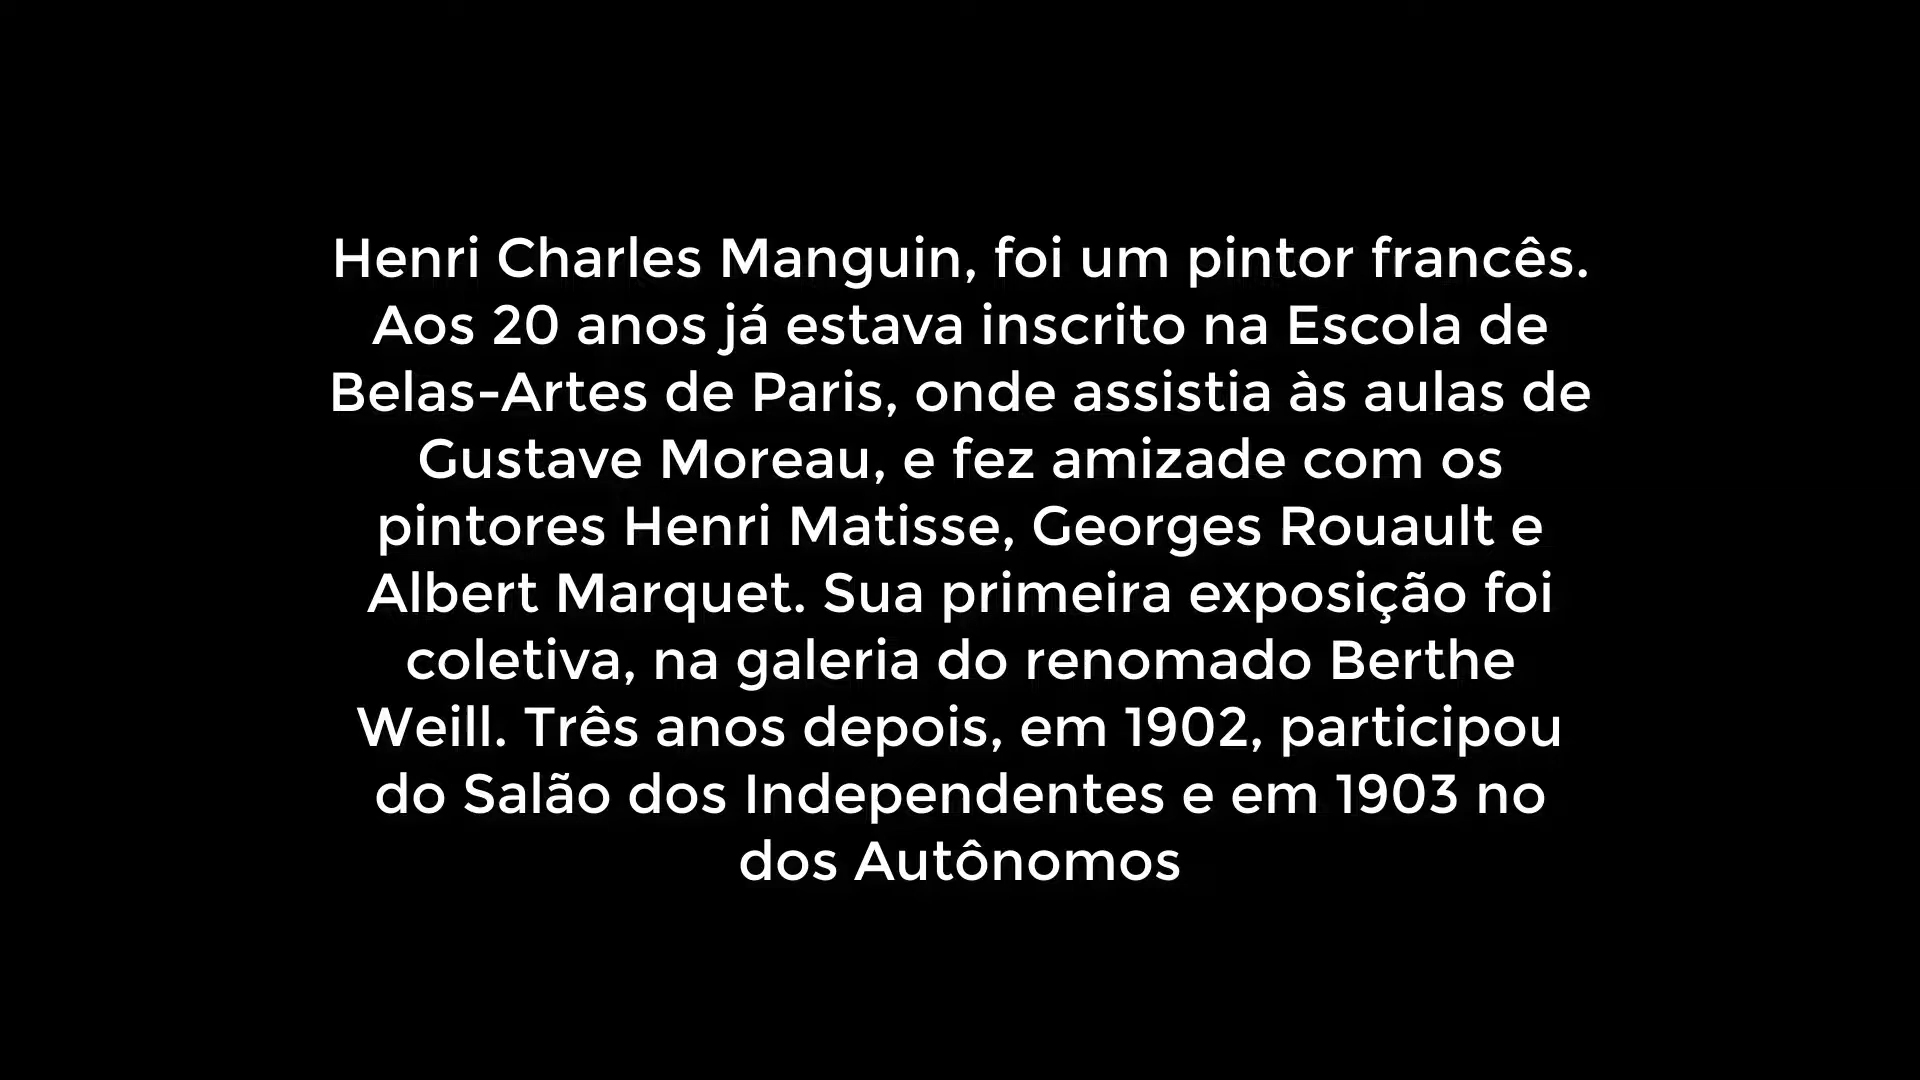 Henri Charles Manguin, foi um pintor francês.
Aos 20 anos já estava inscrito na Escola de
Belas-Artes de Paris, onde assistia às aulas de
Gustave Moreau, e fez amizade com os
pintores Henri Matisse, Georges Rouault e
Albert Marquet. Sua primeira exposição foi
coletiva, na galeria do renomado Berthe
Weill. Três anos depois, em 1902, participou
do Salão dos Independentes e em 1903 no
dos Autônomos